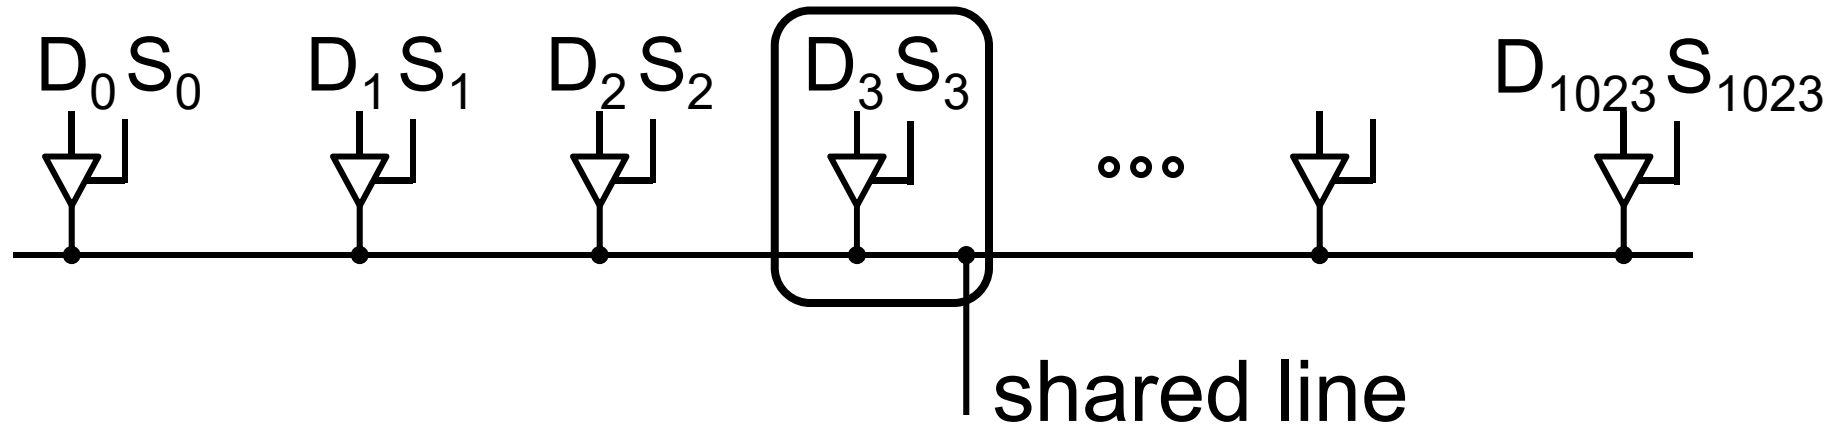 D₀ S₀ D₁ S₁ D₂ S₂ D₃ S₃ D₁₀₂₃ S₁₀₂₃
shared line